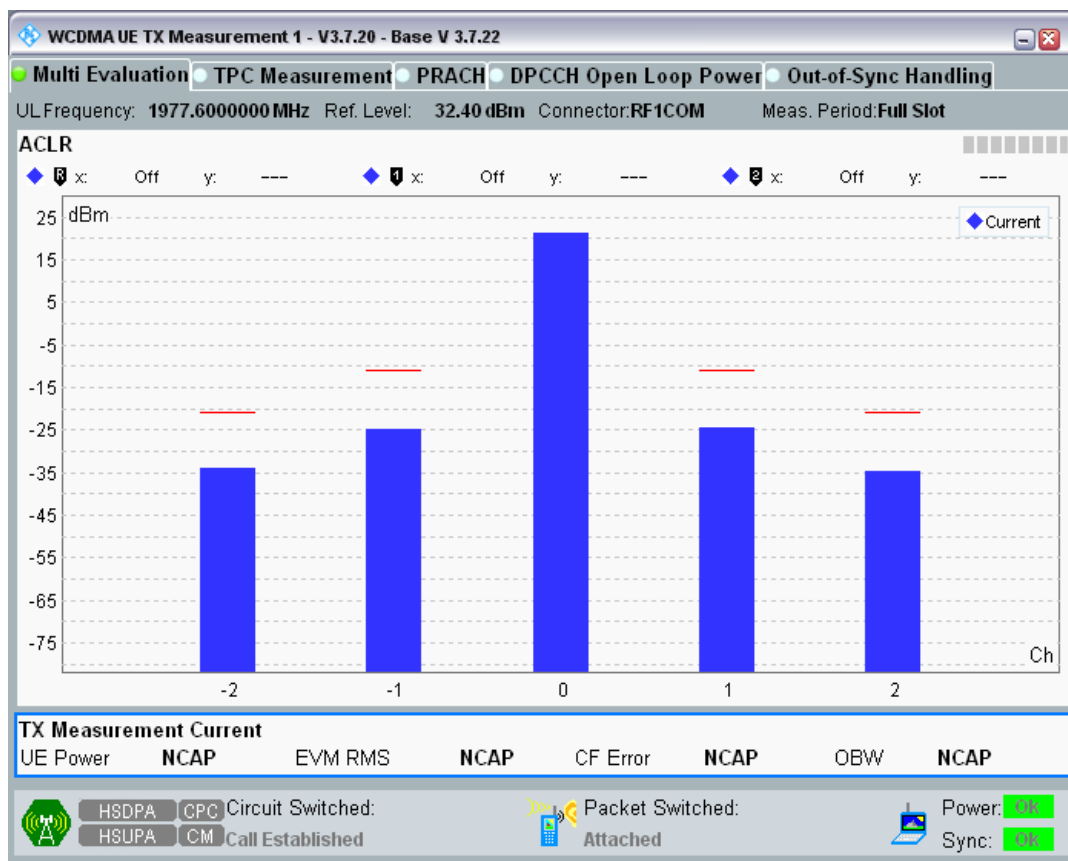 WCDMA UE TX Measurement 1 - V3.7.20 - Base V 3.7.22
Multi Evaluation TPC Measurement PRACH DPCCH Open Loop Power Out-of-Sync Handling
UL Frequency: 1977.6000000 MHz Ref. Level: 32.40 dBm Connector:RF1COM Meas. Period:Full Slot
ACLR
R x: Off y: --- 1 x: Off y: --- 2 x: Off y: ---
dBm
Current
25
15
5
-5
-15
-25
-35
-45
-55
-65
-75
Ch
-2 -1 0 1 2
TX Measurement Current
UE Power NCAP EVM RMS NCAP CF Error NCAP OBW NCAP
HSDPA CPC Circuit Switched: Packet Switched: Power: Ok
HSUPA CM Call Established Attached Sync: Ok